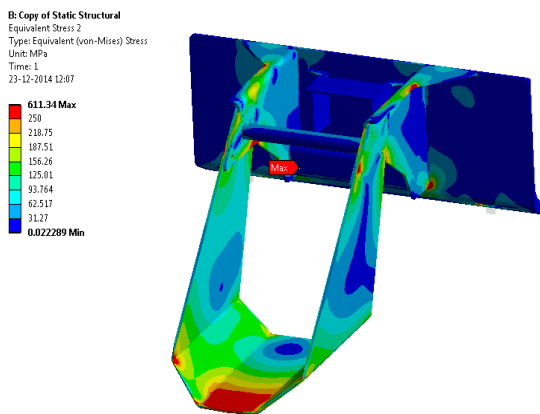 B: Copy of Static Structural
Equivalent Stress 2
Type: Equivalent (von-Mises) Stress
Unit: MPa
Time: 1
23-12-2014 12:07
611.34 Max
250
218.75
187.51
156.26
125.01
93.764
62.517
31.27
0.022289 Min
Max